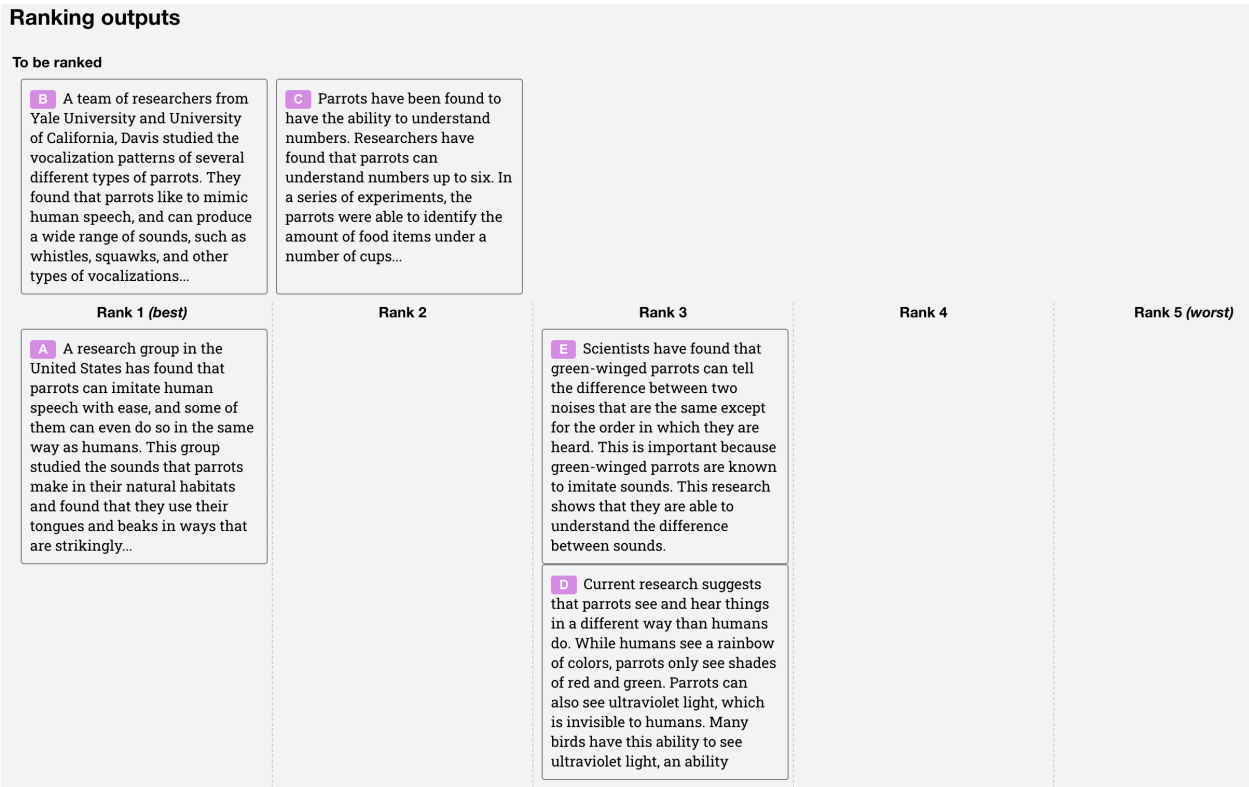 Ranking outputs
To be ranked
B A team of researchers from
Yale University and University
of California, Davis studied the
vocalization patterns of several
different types of parrots. They
found that parrots like to mimic
human speech, and can produce
a wide range of sounds, such as
whistles, squawks, and other
types of vocalizations...
C Parrots have been found to
have the ability to understand
numbers. Researchers have
found that parrots can
understand numbers up to six. In
a series of experiments, the
parrots were able to identify the
amount of food items under a
number of cups...
Rank 1 (best)
Rank 2
Rank 3
Rank 4
Rank 5 (worst)
A A research group in the
United States has found that
parrots can imitate human
speech with ease, and some of
them can even do so in the same
way as humans. This group
studied the sounds that parrots
make in their natural habitats
and found that they use their
tongues and beaks in ways that
are strikingly...
E Scientists have found that
green-winged parrots can tell
the difference between two
noises that are the same except
for the order in which they are
heard. This is important because
green-winged parrots are known
to imitate sounds. This research
shows that they are able to
understand the difference
between sounds.
D Current research suggests
that parrots see and hear things
in a different way than humans
do. While humans see a rainbow
of colors, parrots only see shades
of red and green. Parrots can
also see ultraviolet light, which
is invisible to humans. Many
birds have this ability to see
ultraviolet light, an ability